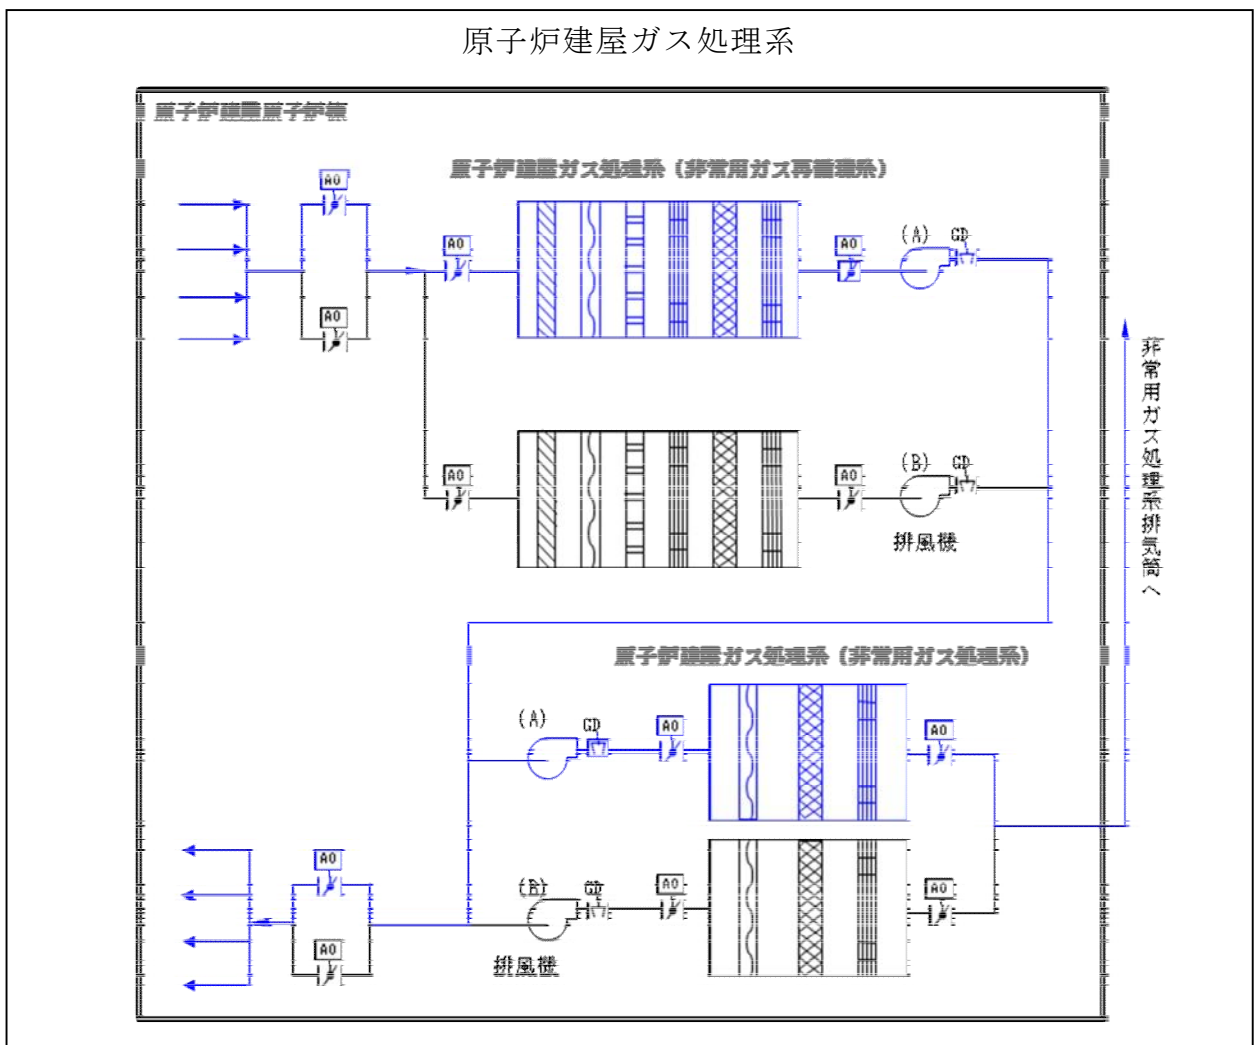 原子炉建屋ガス処理系
原子炉建屋原子炉棟
原子炉建屋ガス処理系（非常用ガス再循環系）
AO
AO
AO
AO
(A)
GD
AO
AO
(B)
GD
排風機
非常用ガス処理系排気筒へ
原子炉建屋ガス処理系（非常用ガス処理系）
(A)
GD
AO
AO
AO
(B)
GD
AO
AO
AO
排風機